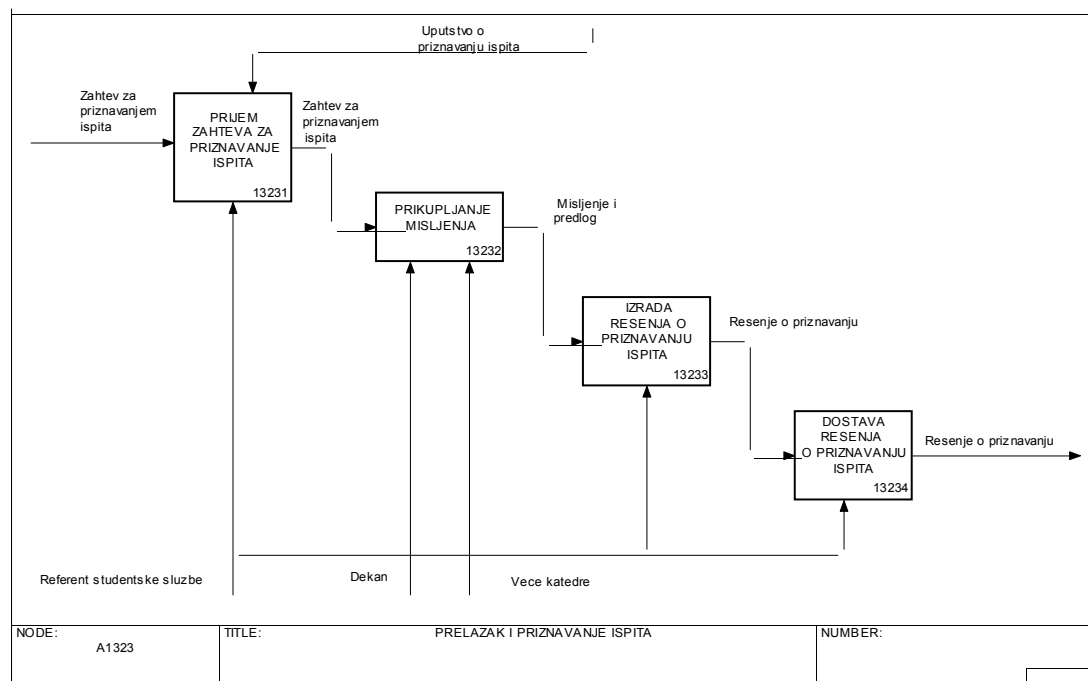 Uputstvo o
priznavanju ispita
Zahtev za
priznavanjem
ispita
PRIJEM
ZAHTEVA ZA
PRIZNAVANJE
ISPITA
13231
Zahtev za
priznavanjem
ispita
PRIKUPLJANJE
MISLJENJA
13232
Misljenje i
predlog
IZRADA
RESENJA O
PRIZNAVANJU
ISPITA
13233
Resenje o priznavanju
DOSTAVA
RESENJA
O PRIZNAVANJU
ISPITA
13234
Resenje o priznavanju
Referent studentske sluzbe
Dekan
Vece katedre
NODE:
A1323
TITLE:
PRELAZAK I PRIZNAVANJE ISPITA
NUMBER: